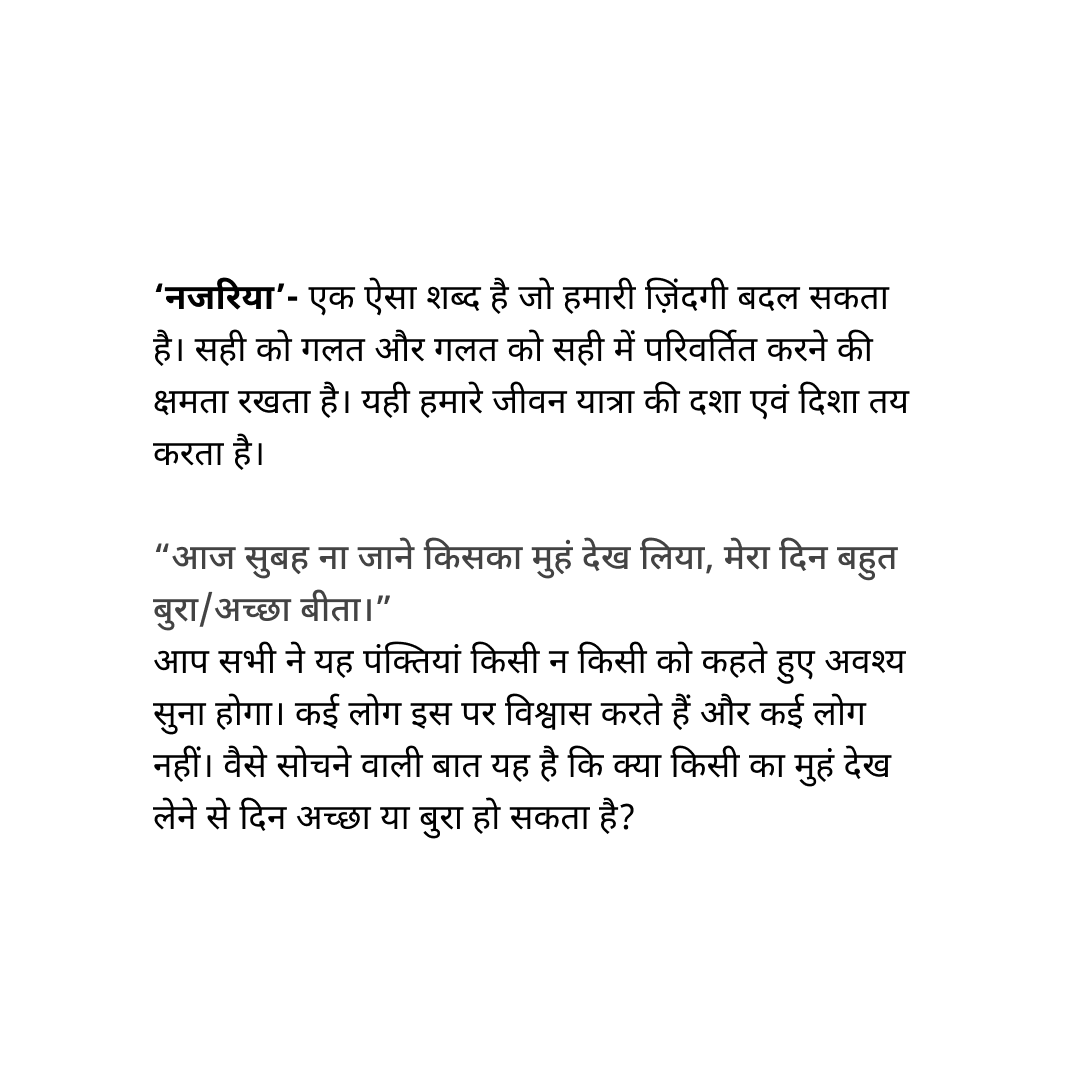 ‘नजरिया’- एक ऐसा शब्द है जो हमारी ज़िंदगी बदल सकता
है। सही को गलत और गलत को सही में परिवर्तित करने की
क्षमता रखता है। यही हमारे जीवन यात्रा की दशा एवं दिशा तय
करता है।
“आज सुबह ना जाने किसका मुहं देख लिया, मेरा दिन बहुत
बुरा/अच्छा बीता।”
आप सभी ने यह पंक्तियां किसी न किसी को कहते हुए अवश्य
सुना होगा। कई लोग इस पर विश्वास करते हैं और कई लोग
नहीं। वैसे सोचने वाली बात यह है कि क्या किसी का मुहं देख
लेने से दिन अच्छा या बुरा हो सकता है?